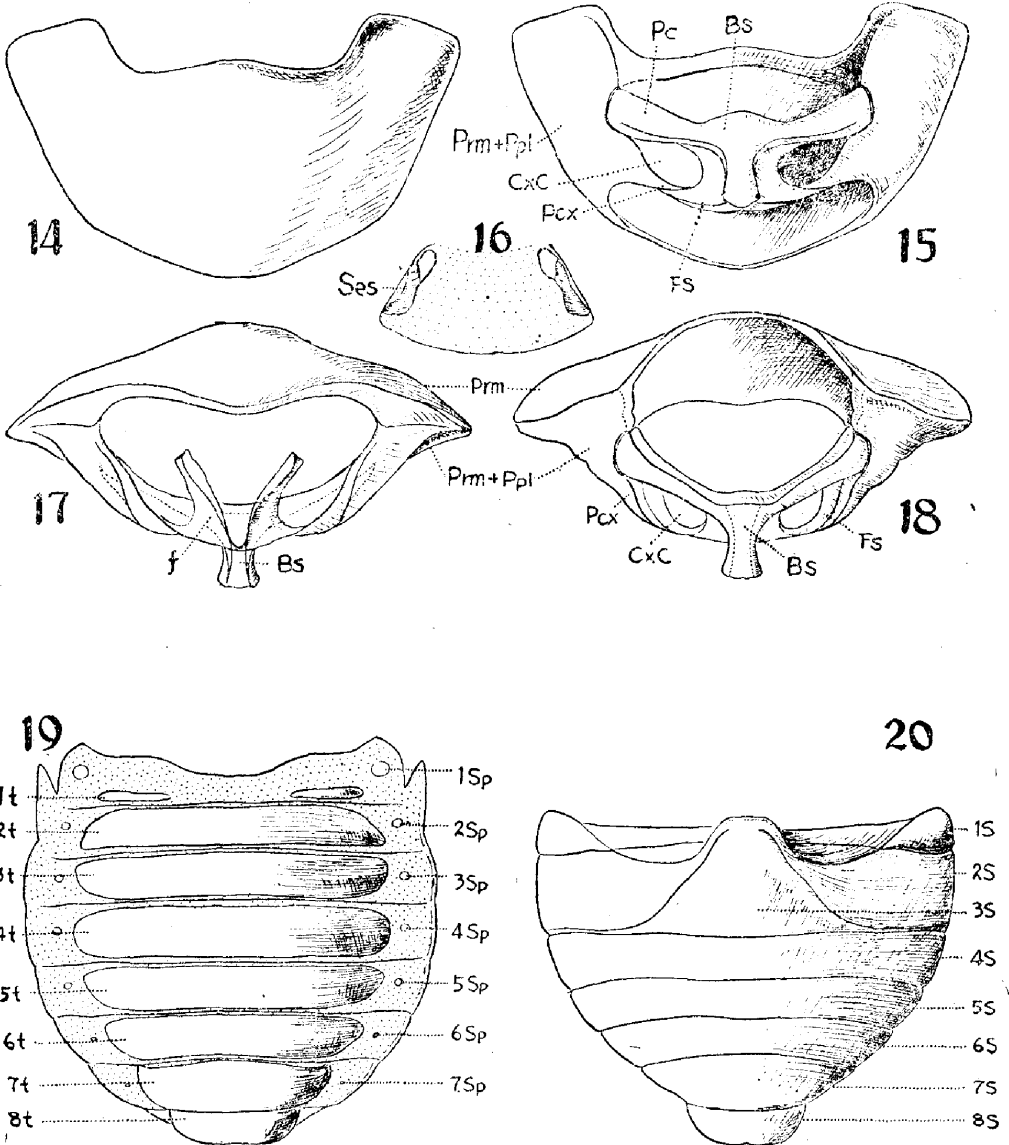 Pc Bs
Prm+Ppl
CxC
Pcx
14 16 15
Ses FS
Prm
Prm+Ppl
17 Pcx 18
f Bs CxC Bs Fs
19 20
1t 1Sp 1S
2t 2Sp 2S
3t 3Sp 3S
4t 4Sp 4S
5t 5Sp 5S
6t 6Sp 6S
7t 7Sp 7S
8t 8S